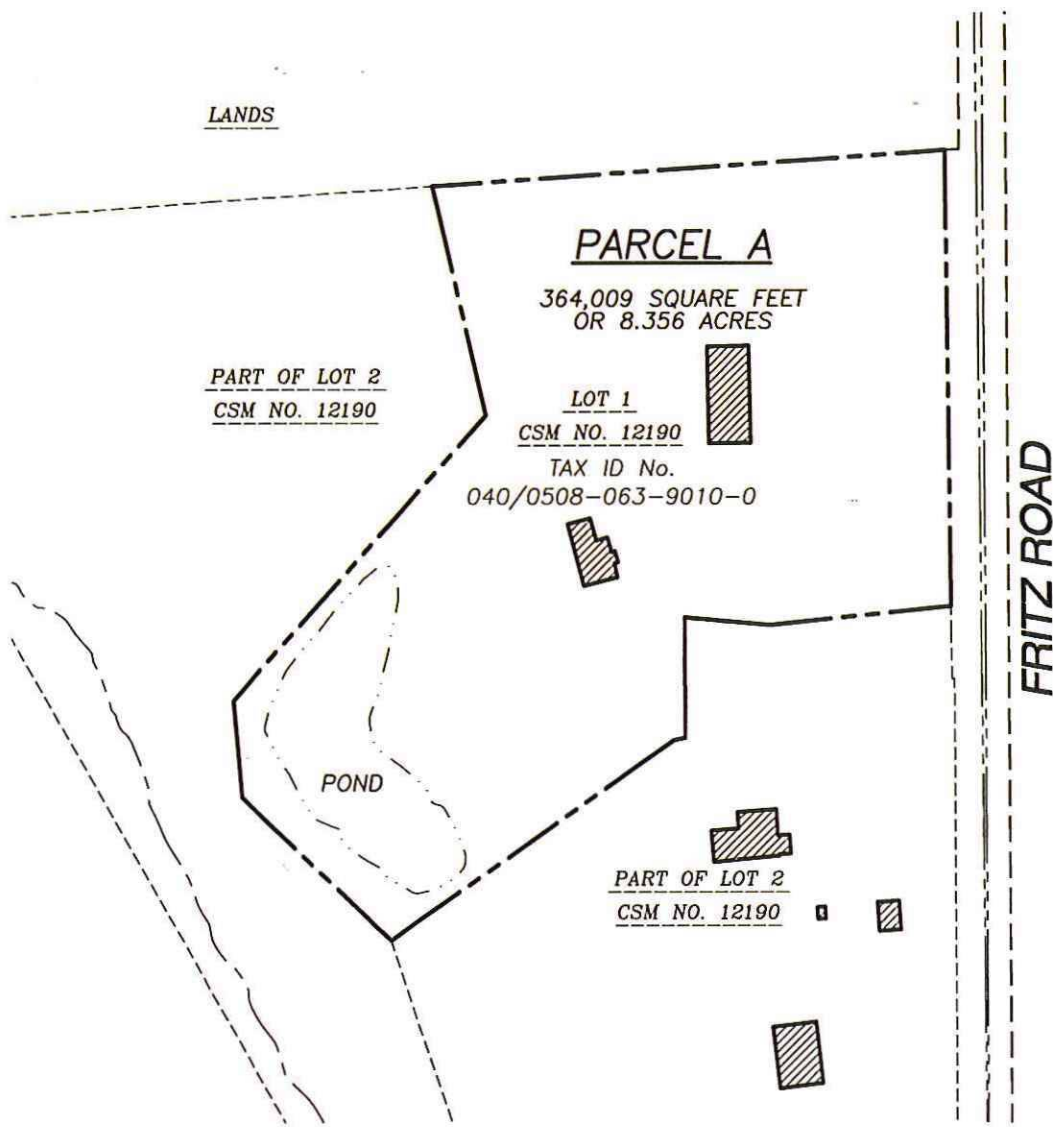 LANDS
PARCEL A
364,009 SQUARE FEET
OR 8.356 ACRES
PART OF LOT 2
CSM NO. 12190
LOT 1
CSM NO. 12190
TAX ID No.
040/0508-063-9010-0
FRITZ ROAD
POND
PART OF LOT 2
CSM NO. 12190